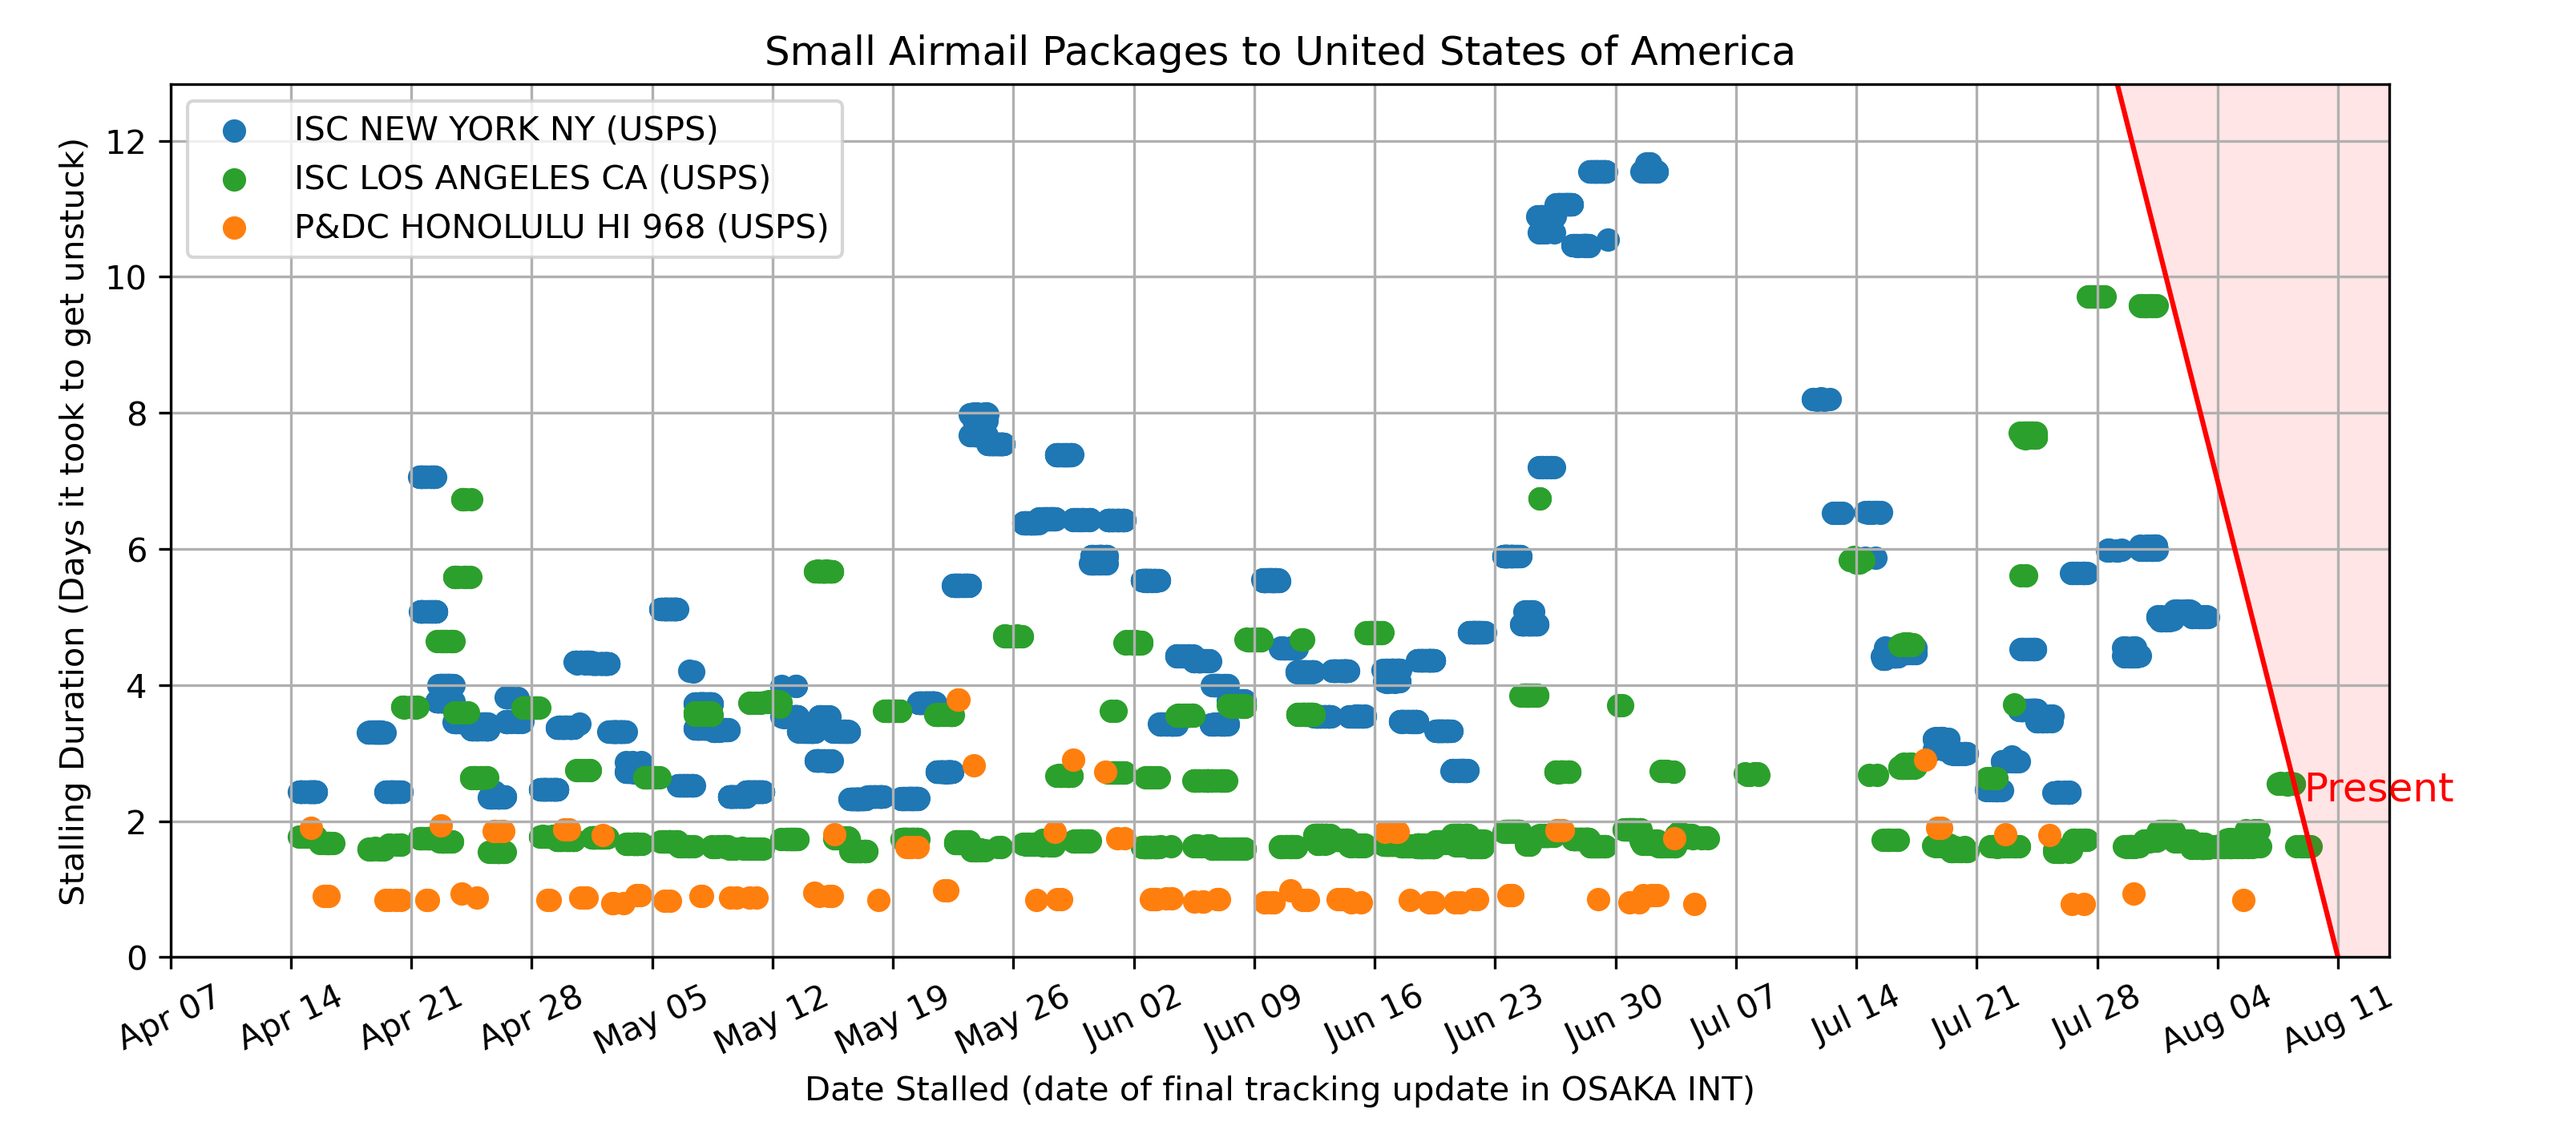 Small Airmail Packages to United States of America
ISC NEW YORK NY (USPS)
ISC LOS ANGELES CA (USPS)
P&DC HONOLULU HI 968 (USPS)
Stalling Duration (Days it took to get unstuck)
12
10
8
6
4
2
0
Present
Apr 07 Apr 14 Apr 21 Apr 28 May 05 May 12 May 19 May 26 Jun 02 Jun 09 Jun 16 Jun 23 Jun 30 Jul 07 Jul 14 Jul 21 Jul 28 Aug 04 Aug 11
Date Stalled (date of final tracking update in OSAKA INT)